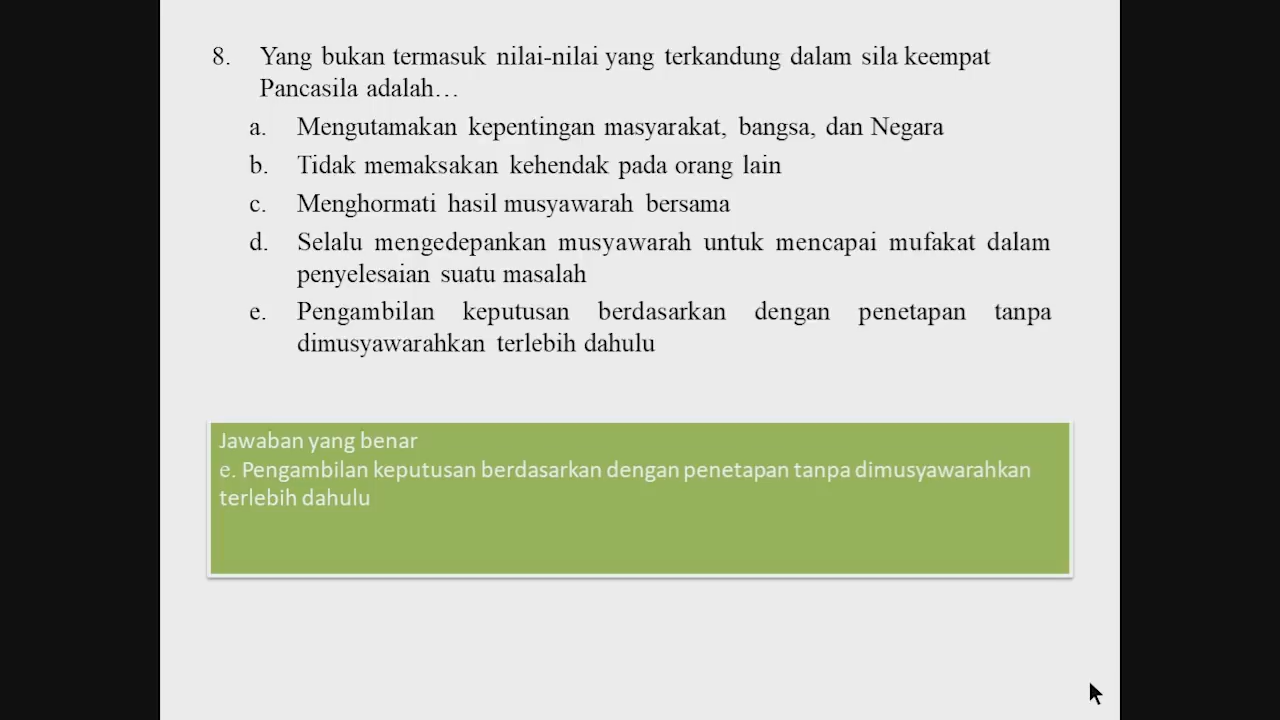 8. Yang bukan termasuk nilai-nilai yang terkandung dalam sila keempat
Pancasila adalah…
a. Mengutamakan kepentingan masyarakat, bangsa, dan Negara
b. Tidak memaksakan kehendak pada orang lain
c. Menghormati hasil musyawarah bersama
d. Selalu mengedepankan musyawarah untuk mencapai mufakat dalam
penyelesaian suatu masalah
e. Pengambilan keputusan berdasarkan dengan penetapan tanpa
dimusyawarahkan terlebih dahulu
Jawaban yang benar
e. Pengambilan keputusan berdasarkan dengan penetapan tanpa dimusyawarahkan
terlebih dahulu